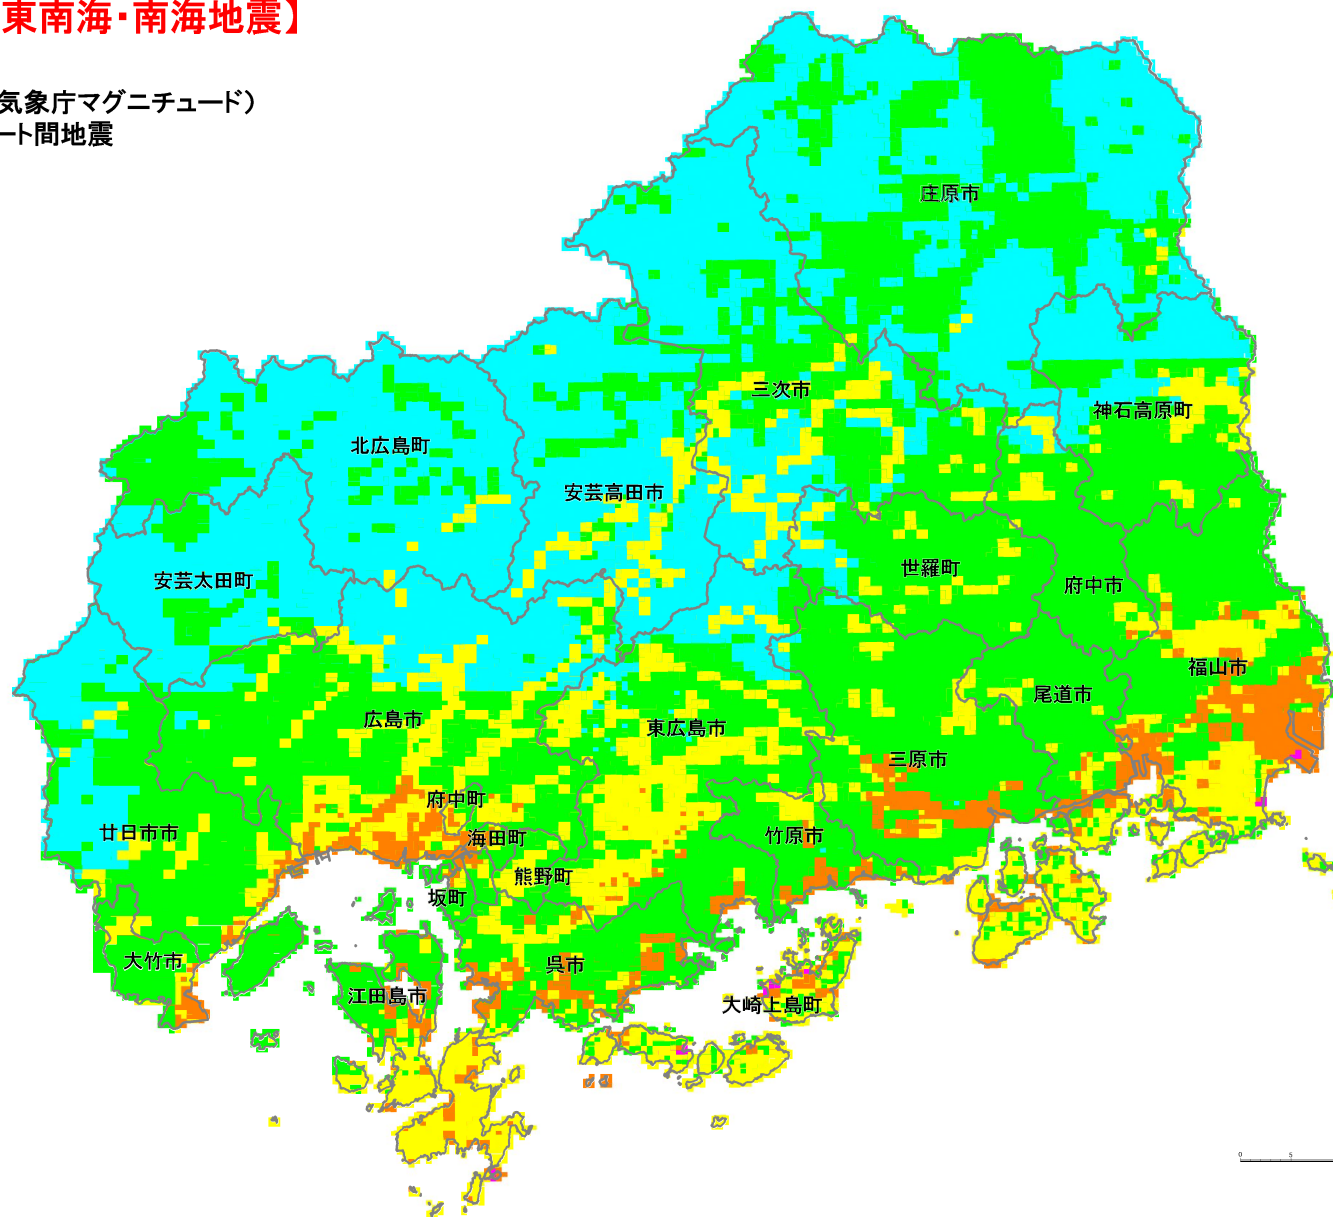 東南海・南海地震】
気象庁マグニチュード）
ート間地震
庄原市
三次市
神石高原町
北広島町
安芸高田市
安芸太田町
世羅町
府中市
福山市
尾道市
広島市
東広島市
三原市
府中町
廿日市市
海田町
竹原市
熊野町
坂町
大竹市
呉市
江田島市
大崎上島町
0 5